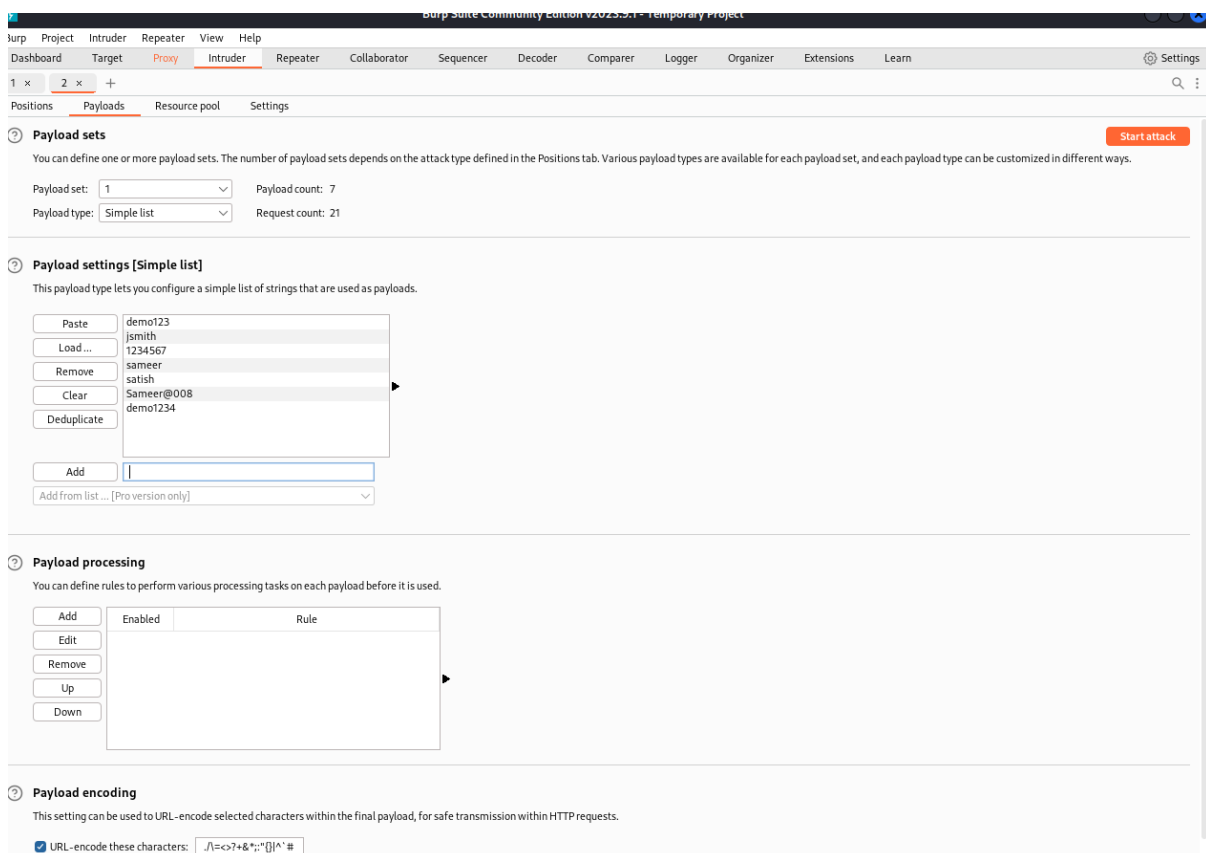 Burp Suite Community Edition v2023.9.1 - Temporary Project
Burp Project Intruder Repeater View Help
Dashboard Target Proxy Intruder Repeater Collaborator Sequencer Decoder Comparer Logger Organizer Extensions Learn Settings
1 × 2 × +
Positions Payloads Resource pool Settings
? Payload sets Start attack
You can define one or more payload sets. The number of payload sets depends on the attack type defined in the Positions tab. Various payload types are available for each payload set, and each payload type can be customized in different ways.
Payload set: 1 Payload count: 7
Payload type: Simple list Request count: 21
? Payload settings [Simple list]
This payload type lets you configure a simple list of strings that are used as payloads.
Paste
Load ...
Remove
Clear
Deduplicate
demo123
jsmith
1234567
sameer
satish
Sameer@008
demo1234
Add
Add from list ... [Pro version only]
? Payload processing
You can define rules to perform various processing tasks on each payload before it is used.
Add
Edit
Remove
Up
Down
Enabled Rule
? Payload encoding
This setting can be used to URL-encode selected characters within the final payload, for safe transmission within HTTP requests.
URL-encode these characters: ./\=<>?+&*;:"{}|^`#